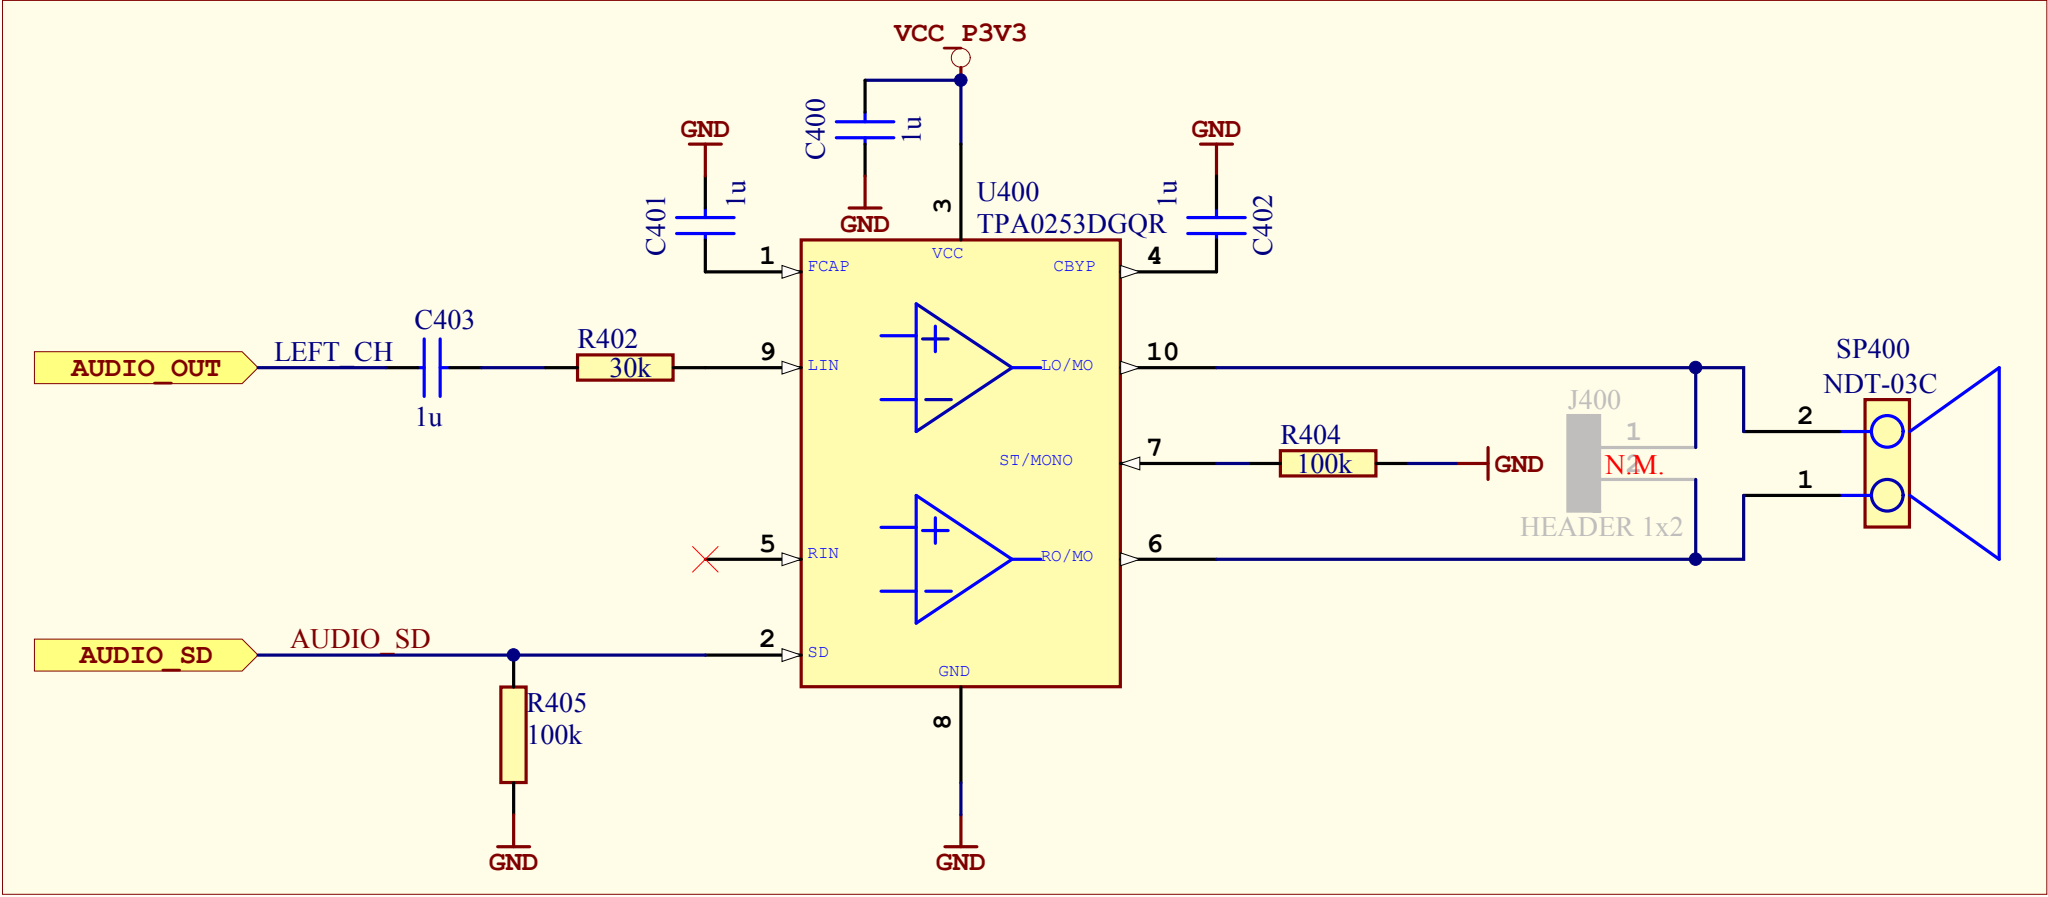 VCC_P3V3
C400
1u
GND
GND
C401
1u
GND
1u
C402
3
U400
TPA0253DGQR
1
FCAP
VCC
CBYP
4
AUDIO_OUT
LEFT_CH
C403
1u
R402
30k
9
LIN
LO/MO
10
ST/MONO
7
R404
100k
GND
J400
1
2
N.M.
HEADER 1x2
SP400
NDT-03C
2
1
5
RIN
RO/MO
6
AUDIO_SD
AUDIO_SD
2
SD
GND
R405
100k
GND
8
GND